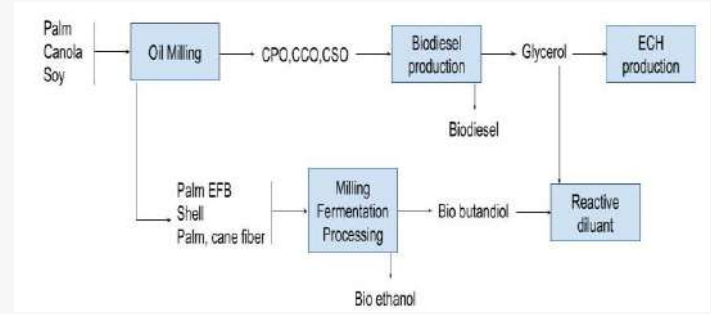 Palm
Canola
Soy
Oil Milling
CPO,CCO,CSO
Biodiesel
production
Glycerol
ECH
production
Biodiesel
Palm EFB
Shell
Palm, cane fiber
Milling
Fermentation
Processing
Bio butandiol
Reactive
diluant
Bio ethanol